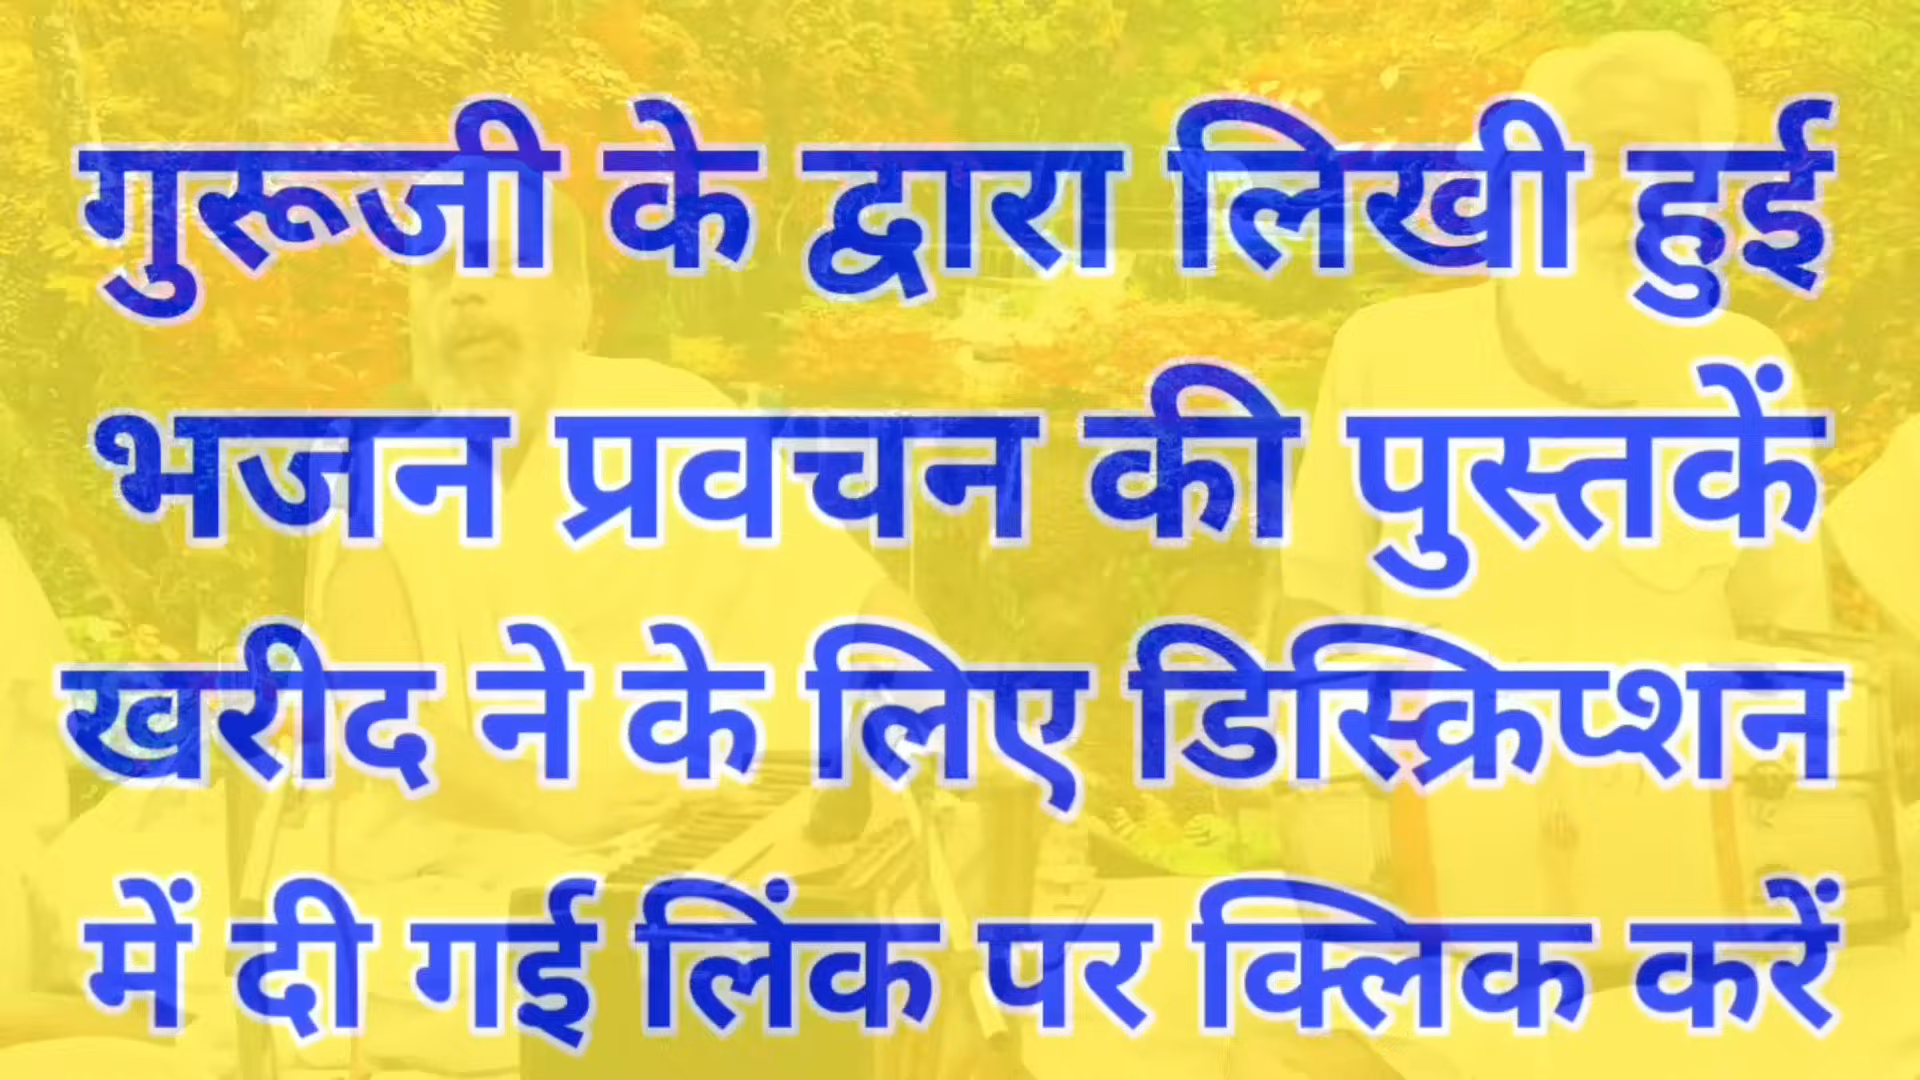 गुरूजी के द्वारा लिखी हुई
भजन प्रवचन की पुस्तकें
खरीद ने के लिए डिस्क्रिप्शन
में दी गई लिंक पर क्लिक करें